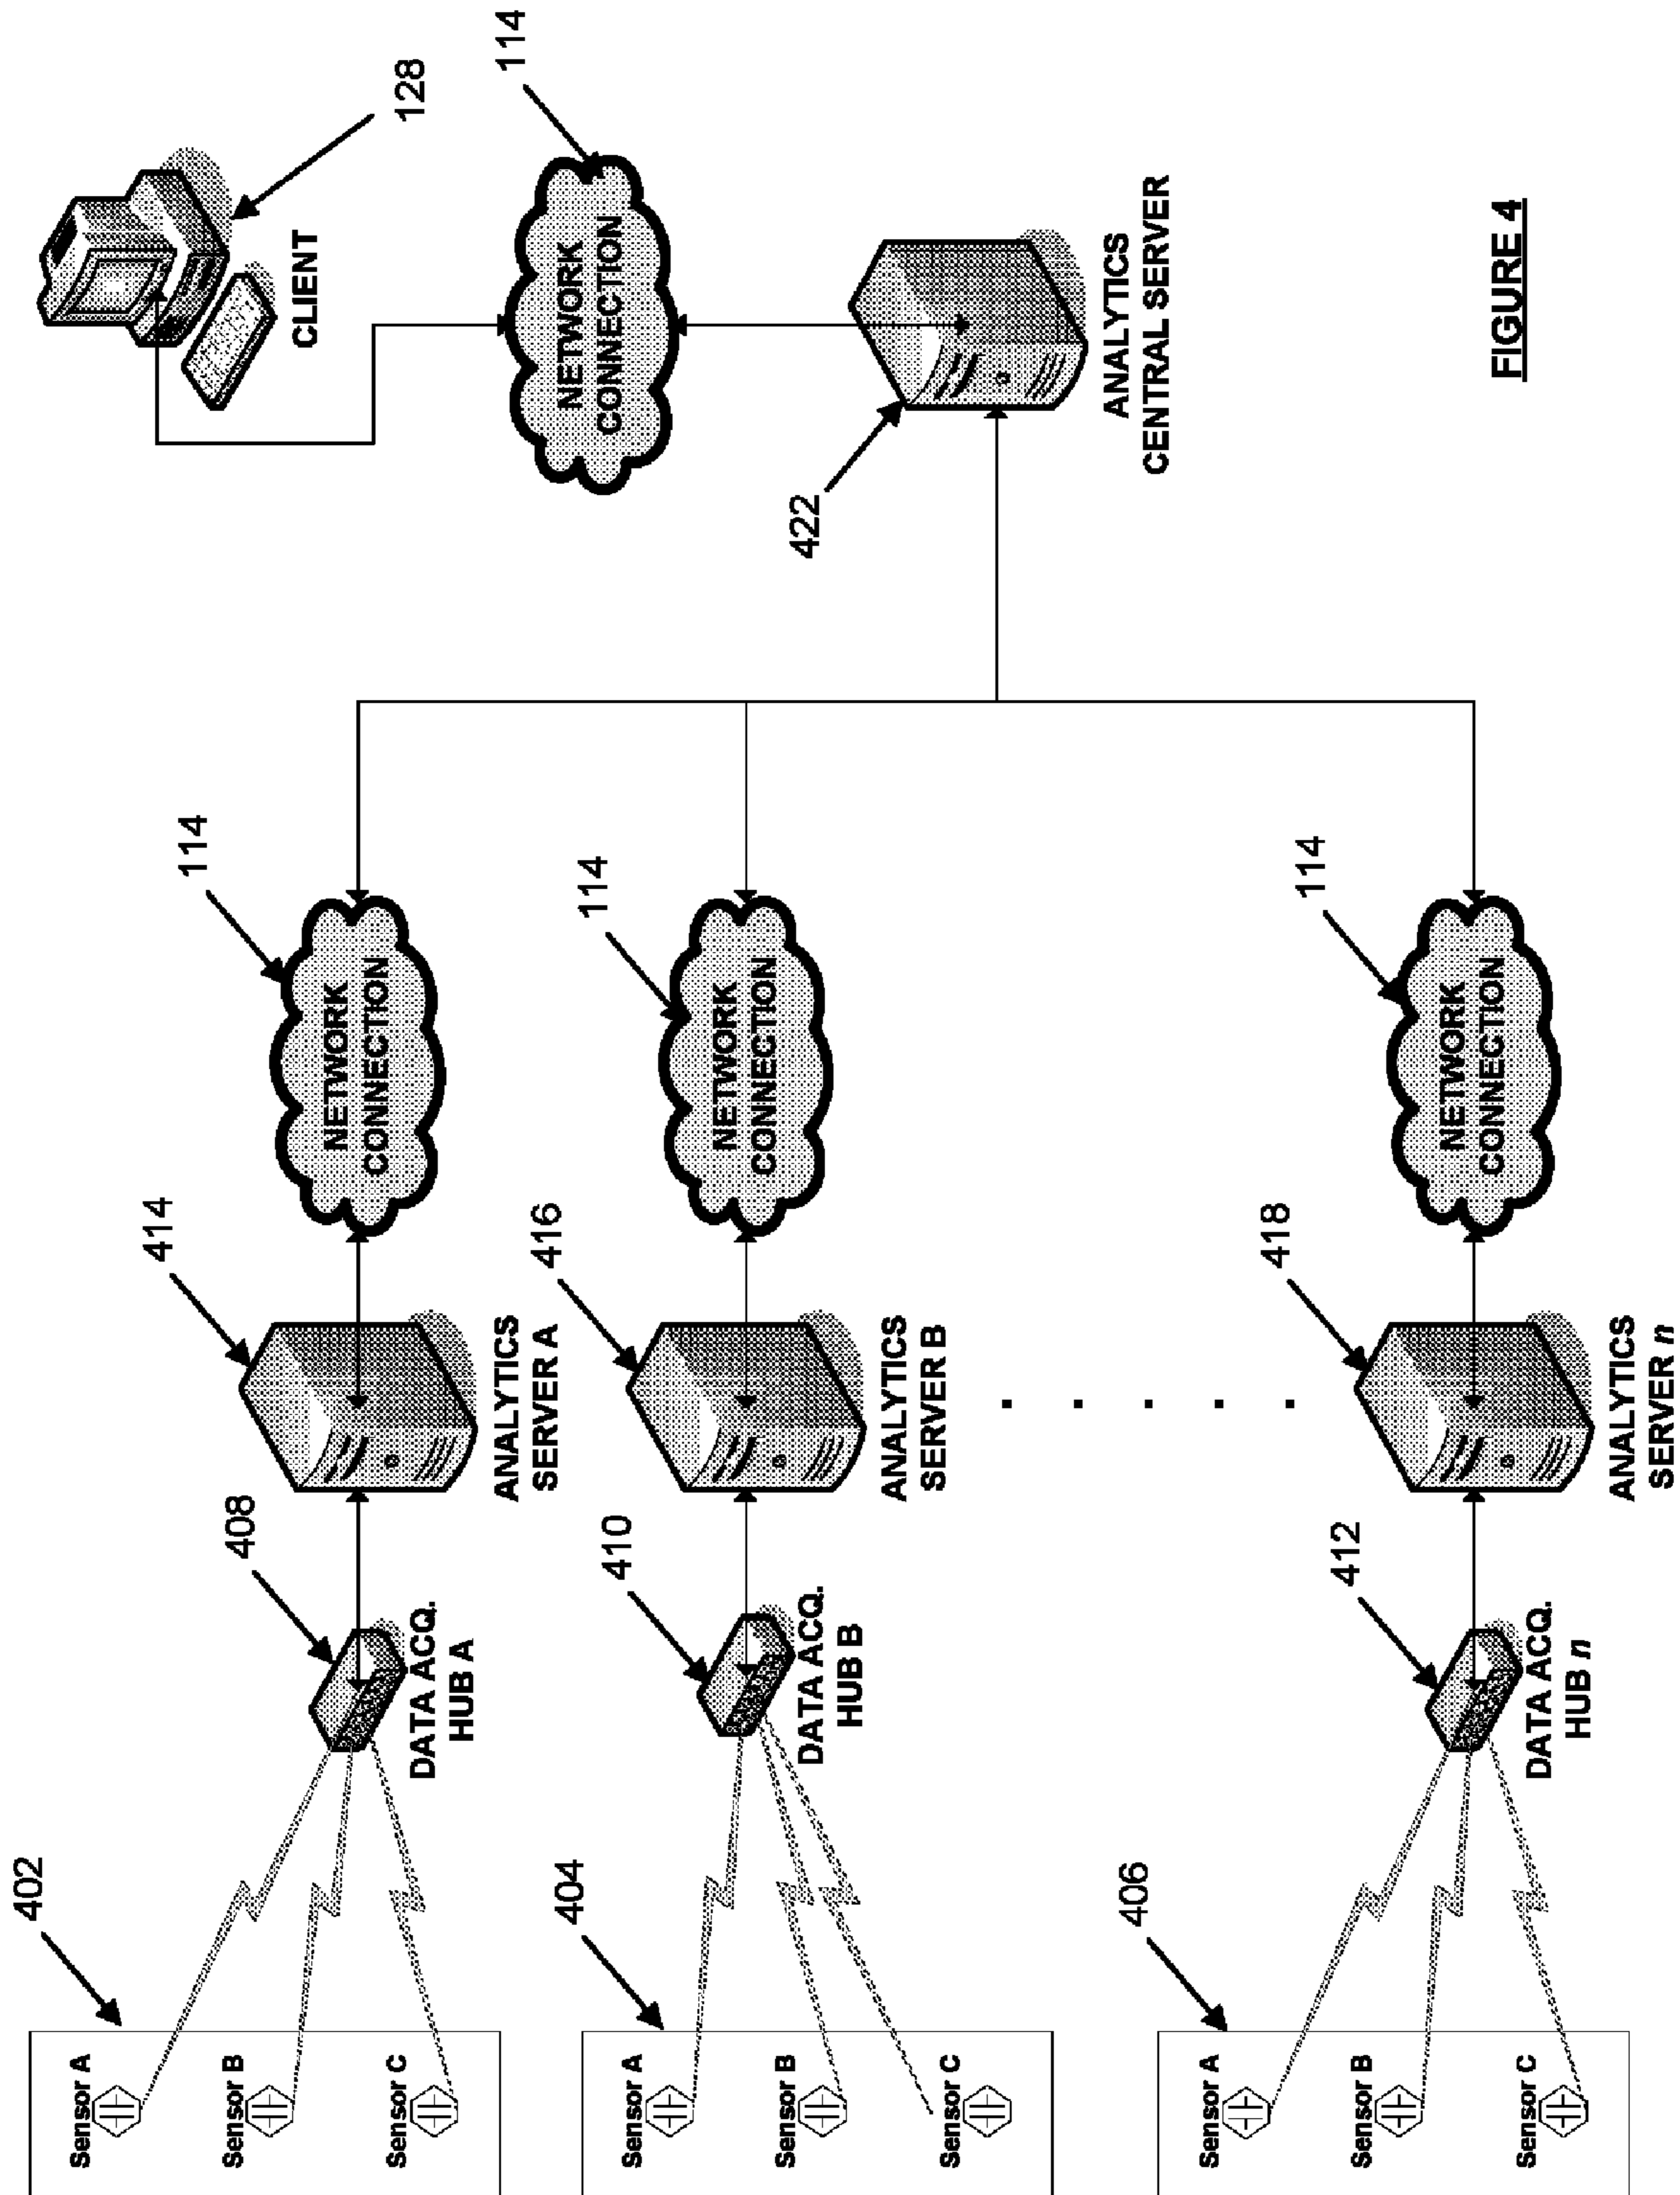 402
Sensor A
Sensor B
Sensor C
408
DATA ACQ.
HUB A
414
ANALYTICS
SERVER A
114
NETWORK
CONNECTION
404
Sensor A
Sensor B
Sensor C
410
DATA ACQ.
HUB B
416
ANALYTICS
SERVER B
114
NETWORK
CONNECTION
406
Sensor A
Sensor B
Sensor C
412
DATA ACQ.
HUB n
418
ANALYTICS
SERVER n
114
NETWORK
CONNECTION
128
CLIENT
114
NETWORK
CONNECTION
422
ANALYTICS
CENTRAL SERVER
FIGURE 4